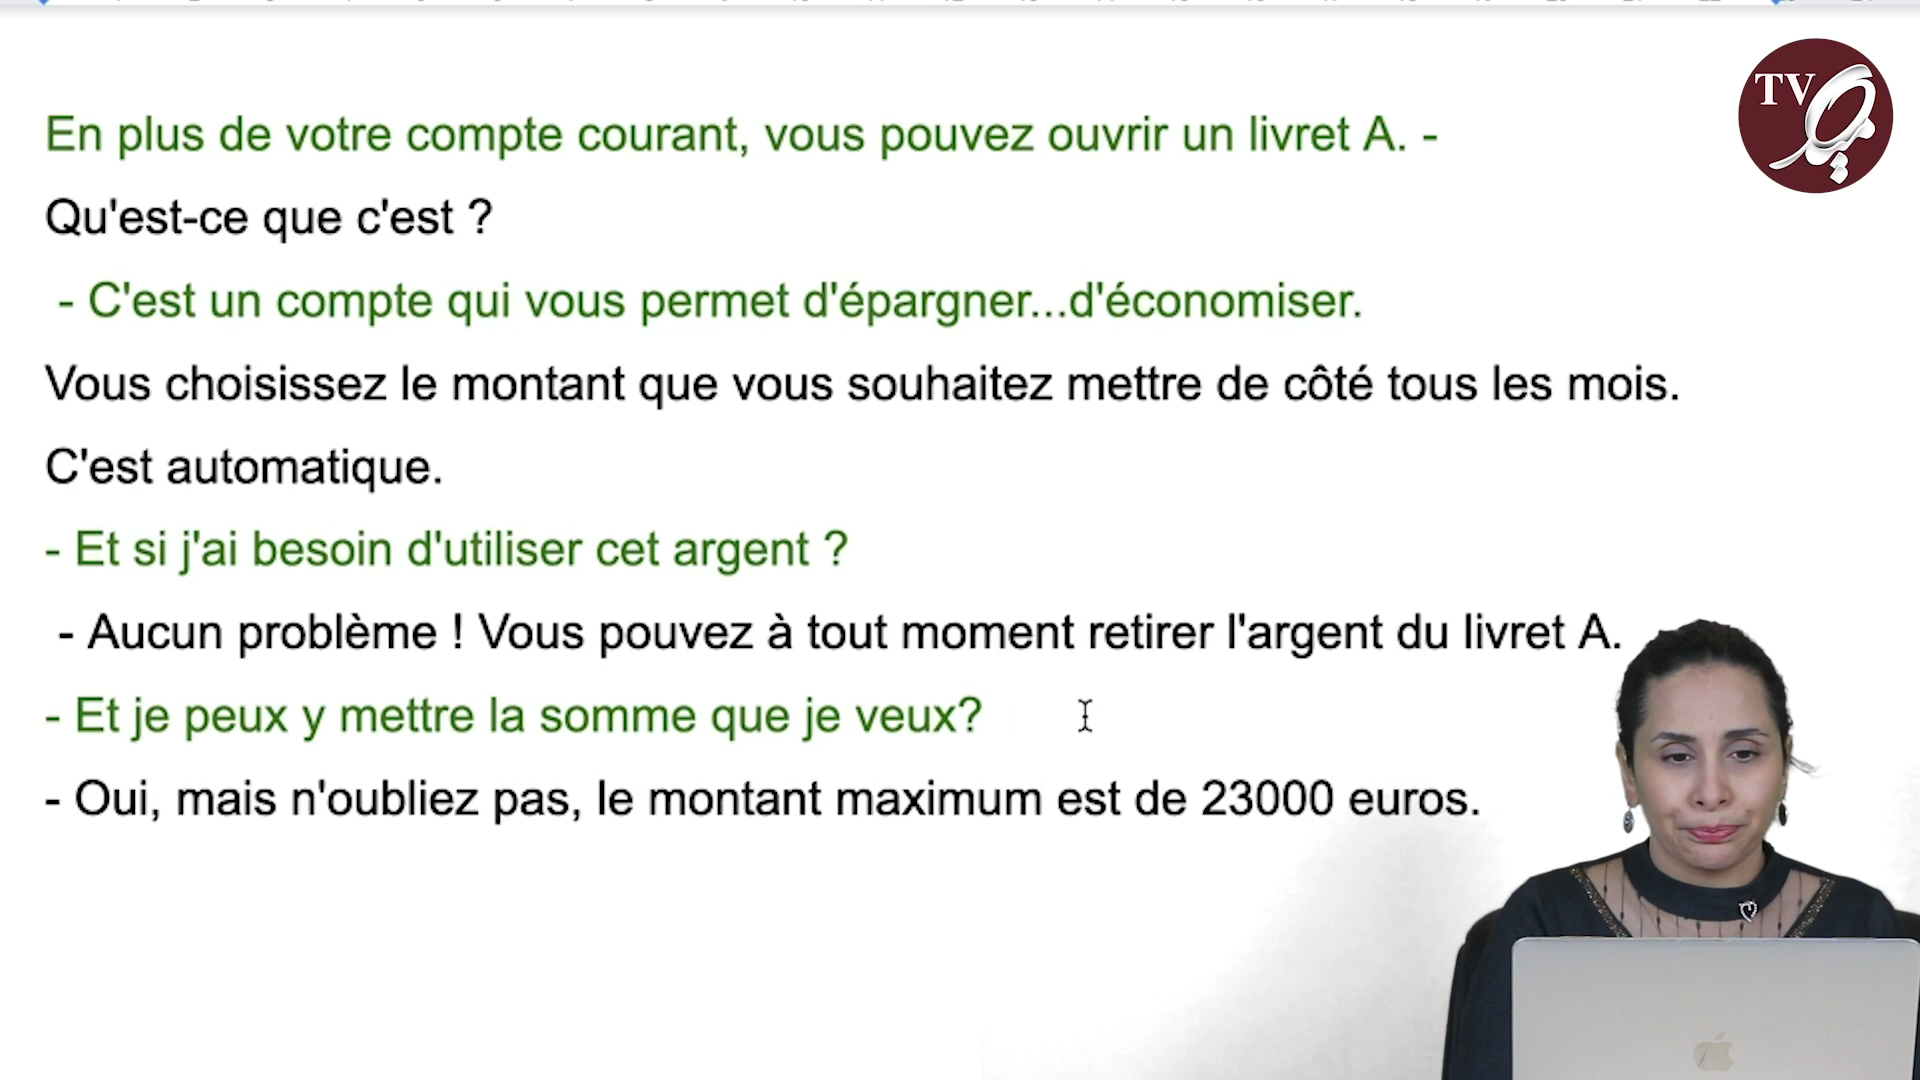 En plus de votre compte courant, vous pouvez ouvrir un livret A. -
Qu'est-ce que c'est ?
- C'est un compte qui vous permet d'épargner...d'économiser.
Vous choisissez le montant que vous souhaitez mettre de côté tous les mois.
C'est automatique.
- Et si j'ai besoin d'utiliser cet argent ?
- Aucun problème ! Vous pouvez à tout moment retirer l'argent du livret A.
- Et je peux y mettre la somme que je veux?
- Oui, mais n'oubliez pas, le montant maximum est de 23000 euros.
TV